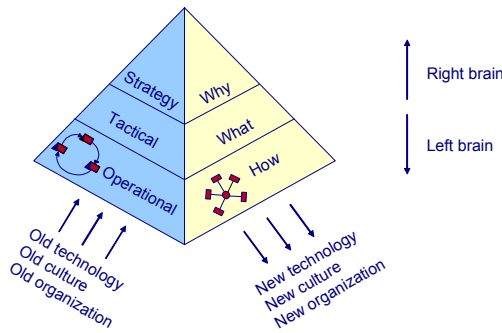 Strategy
Why
Tactical
What
Operational
How
Right brain
Left brain
Old technology
Old culture
Old organization
New technology
New culture
New organization